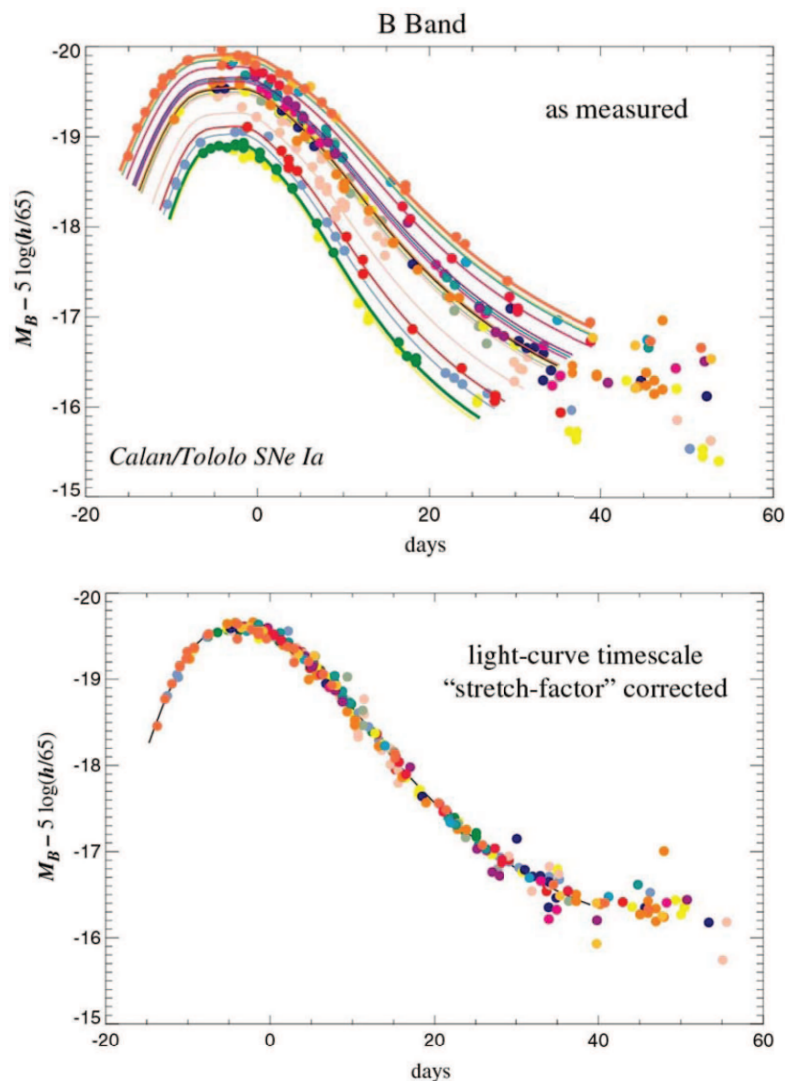 B Band
-20
-19
-18
-17
-16
-15
M_B – 5 log(h/65)
as measured
Calan/Tololo SNe Ia
-20 0 20 40 60
days
-20
-19
-18
-17
-16
-15
M_B – 5 log(h/65)
light-curve timescale
“stretch-factor” corrected
-20 0 20 40 60
days